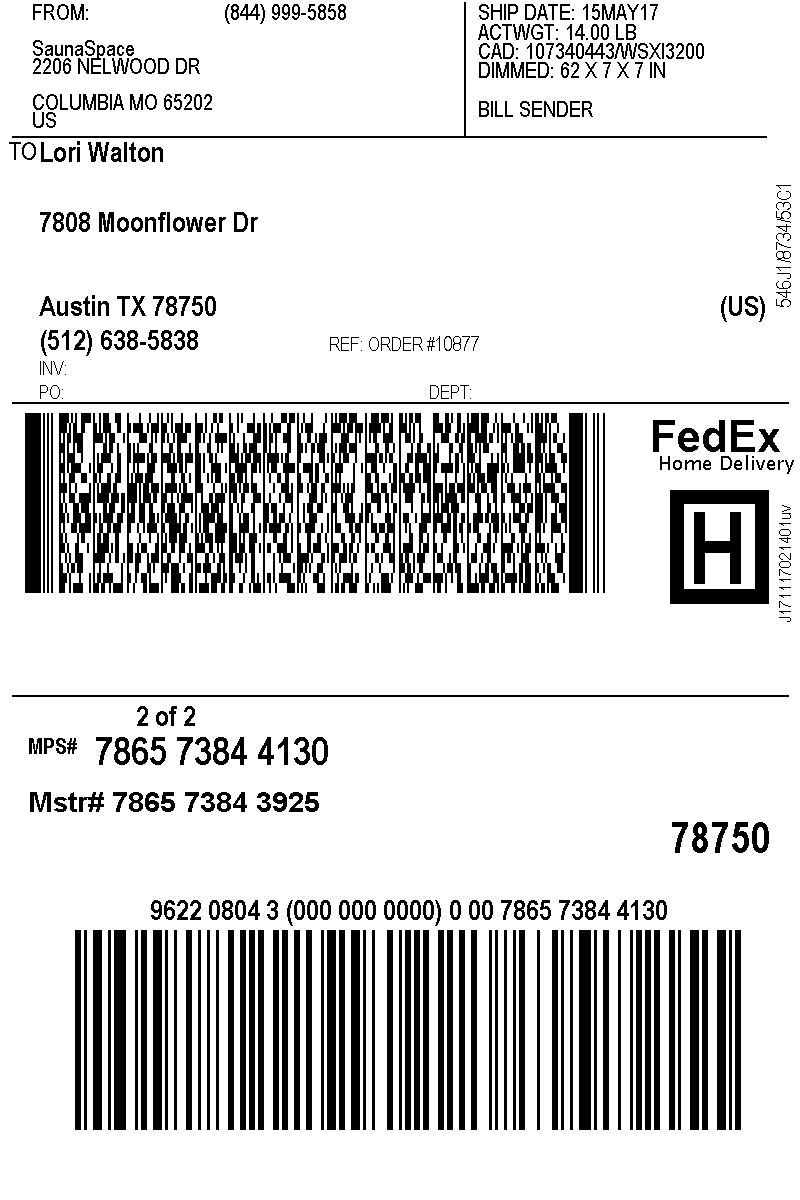 FROM: (844) 999-5858
SaunaSpace
2206 NELWOOD DR
COLUMBIA MO 65202
US
SHIP DATE: 15MAY17
ACTWGT: 14.00 LB
CAD: 107340443/WSXI3200
DIMMED: 62 X 7 X 7 IN
BILL SENDER
TO Lori Walton
7808 Moonflower Dr
Austin TX 78750 (US)
(512) 638-5838 REF: ORDER #10877
INV:
PO: DEPT:
546J1/8734/53C1
FedEx
Home Delivery
H
J171117021401uv
2 of 2
MPS# 7865 7384 4130
Mstr# 7865 7384 3925
78750
9622 0804 3 (000 000 0000) 0 00 7865 7384 4130